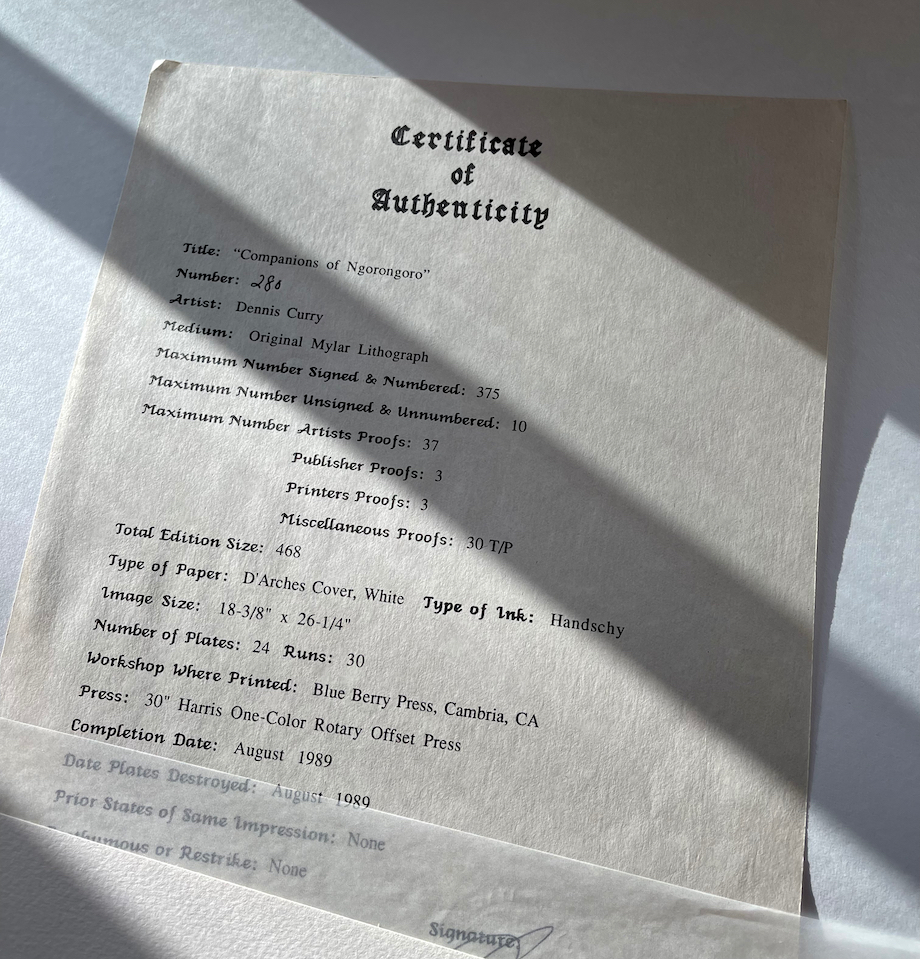 Certificate
of
Authenticity
Title: “Companions of Ngorongoro”
Number: 280
Artist: Dennis Curry
Medium: Original Mylar Lithograph
Maximum Number Signed & Numbered: 375
Maximum Number Unsigned & Unnumbered: 10
Maximum Number Artists Proofs: 37
Publisher Proofs: 3
Printers Proofs: 3
Miscellaneous Proofs: 30 T/P
Total Edition Size: 468
Type of Paper: D'Arches Cover, White Type of Ink: Handschy
Image Size: 18-3/8" x 26-1/4"
Number of Plates: 24 Runs: 30
Workshop Where Printed: Blue Berry Press, Cambria, CA
Press: 30" Harris One-Color Rotary Offset Press
Completion Date: August 1989
Date Plates Destroyed: August 1989
Prior States of Same Impression: None
or Restrike: None
Signature: